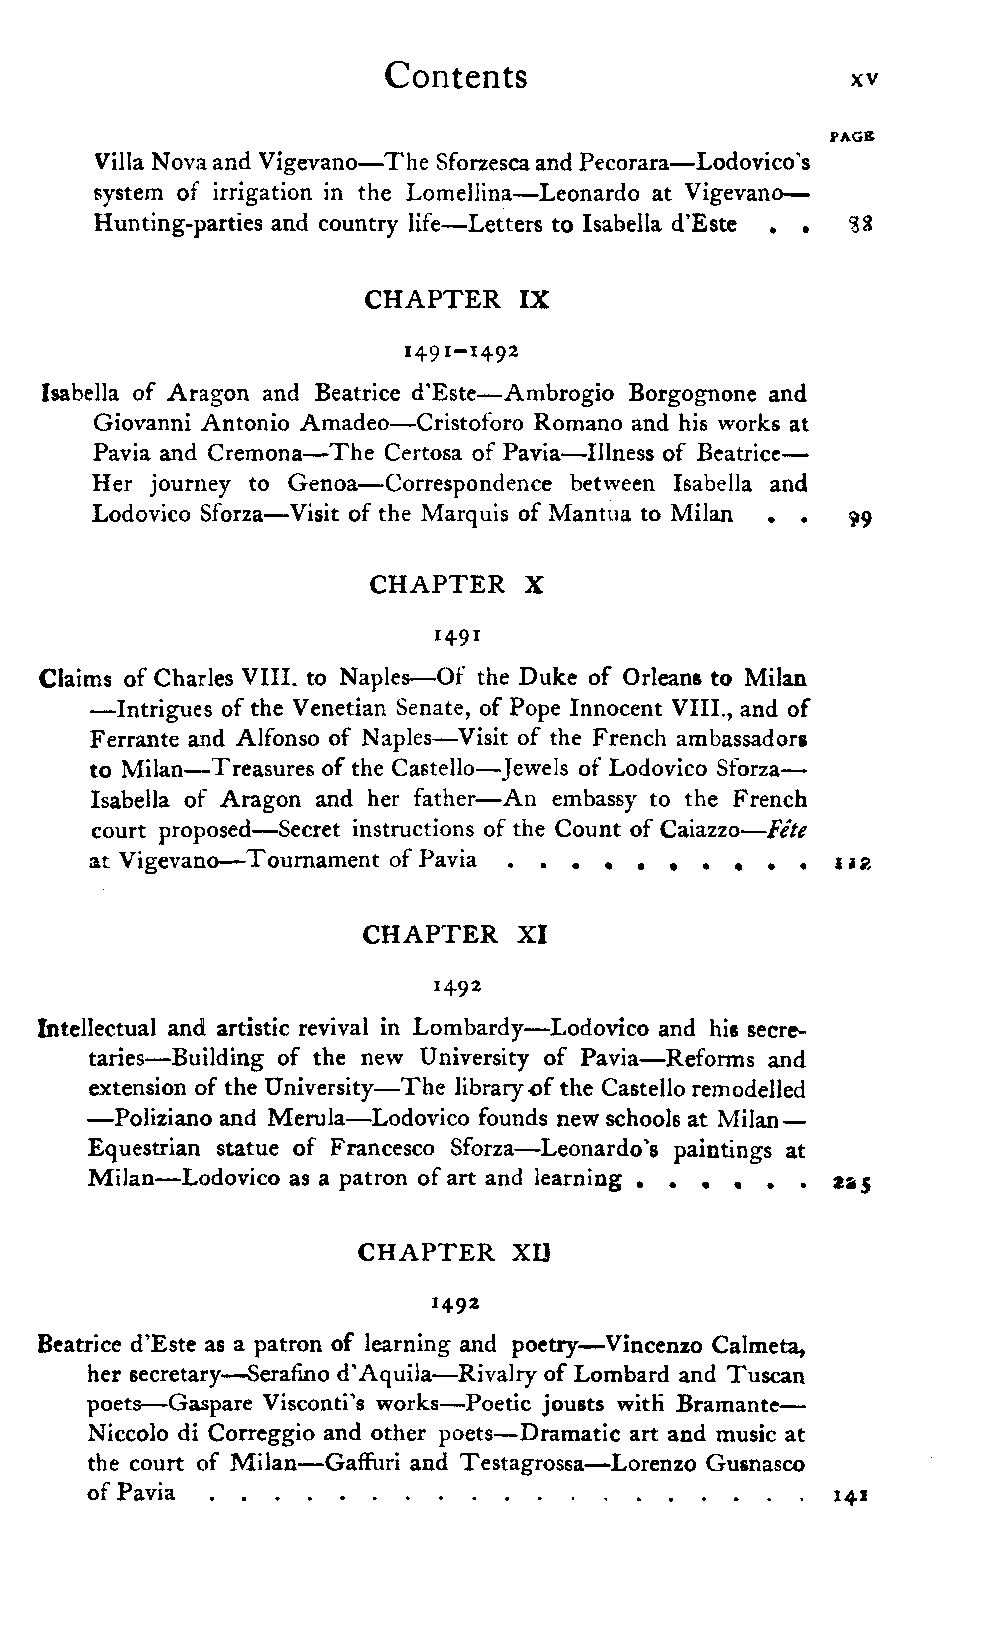 Contents xv
PAGE
Villa Nova and Vigevano—The Sforzesca and Pecorara—Lodovico's
system of irrigation in the Lomellina—Leonardo at Vigevano—
Hunting-parties and country life—Letters to Isabella d'Este . . 88
CHAPTER IX
1491-1492
Isabella of Aragon and Beatrice d'Este—Ambrogio Borgognone and
Giovanni Antonio Amadeo—Cristoforo Romano and his works at
Pavia and Cremona—The Certosa of Pavia—Illness of Beatrice—
Her journey to Genoa—Correspondence between Isabella and
Lodovico Sforza—Visit of the Marquis of Mantua to Milan . . 99
CHAPTER X
1491
Claims of Charles VIII. to Naples—Of the Duke of Orleans to Milan
—Intrigues of the Venetian Senate, of Pope Innocent VIII., and of
Ferrante and Alfonso of Naples—Visit of the French ambassadors
to Milan—Treasures of the Castello—Jewels of Lodovico Sforza—
Isabella of Aragon and her father—An embassy to the French
court proposed—Secret instructions of the Count of Caiazzo—Fête
at Vigevano—Tournament of Pavia . . . . . . . . . . 112
CHAPTER XI
1492
Intellectual and artistic revival in Lombardy—Lodovico and his secre-
taries—Building of the new University of Pavia—Reforms and
extension of the University—The library of the Castello remodelled
—Poliziano and Merula—Lodovico founds new schools at Milan—
Equestrian statue of Francesco Sforza—Leonardo's paintings at
Milan—Lodovico as a patron of art and learning . . . . . .
CHAPTER XII
1492
Beatrice d'Este as a patron of learning and poetry—Vincenzo Calmeta,
her secretary—Serafino d'Aquila—Rivalry of Lombard and Tuscan
poets—Gaspare Visconti's works—Poetic jousts with Bramante—
Niccolo di Correggio and other poets—Dramatic art and music at
the court of Milan—Gaffuri and Testagrossa—Lorenzo Gusnasco
of Pavia . . . . . . . . . . . . . . . . . . . 141